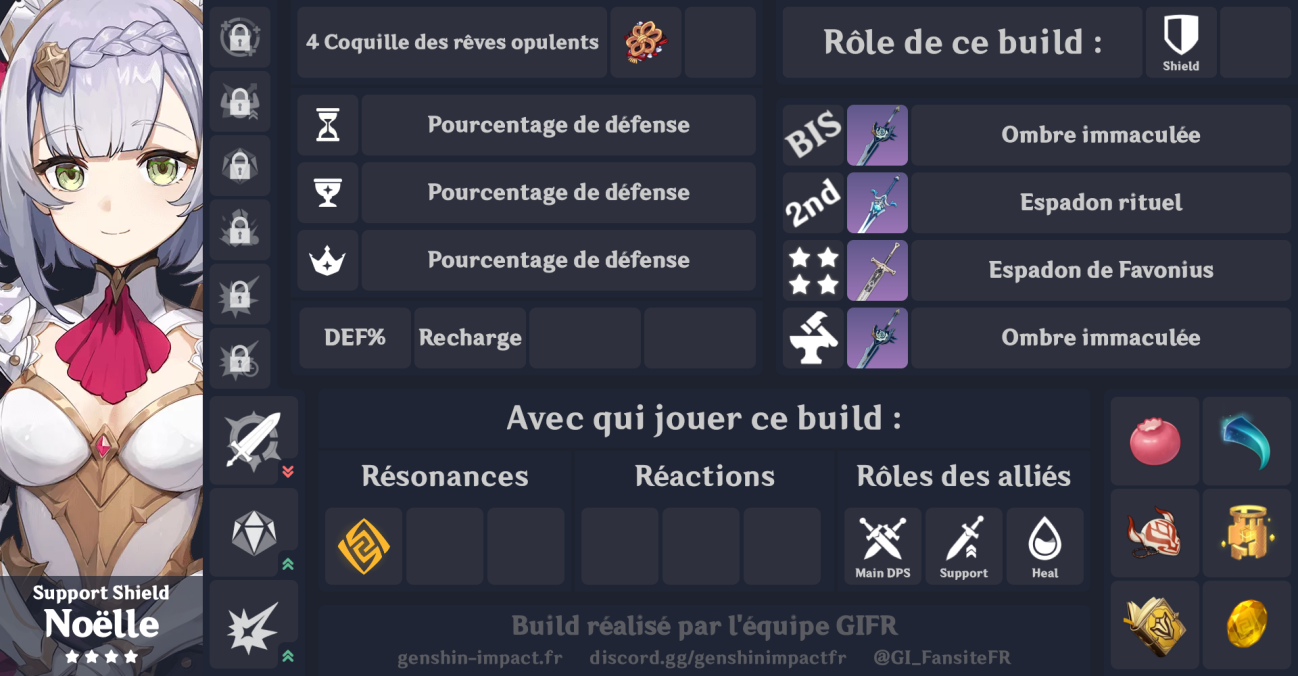 4 Coquille des rêves opulents
Pourcentage de défense
Pourcentage de défense
Pourcentage de défense
DEF%
Recharge
Rôle de ce build :
Shield
BIS
Ombre immaculée
2nd
Espadon rituel
Espadon de Favonius
Ombre immaculée
Avec qui jouer ce build :
Résonances
Réactions
Rôles des alliés
Main DPS
Support
Heal
Support Shield
Noëlle
Build réalisé par l'équipe GIFR
genshin-impact.fr discord.gg/genshinimpactfr @GI_FansiteFR